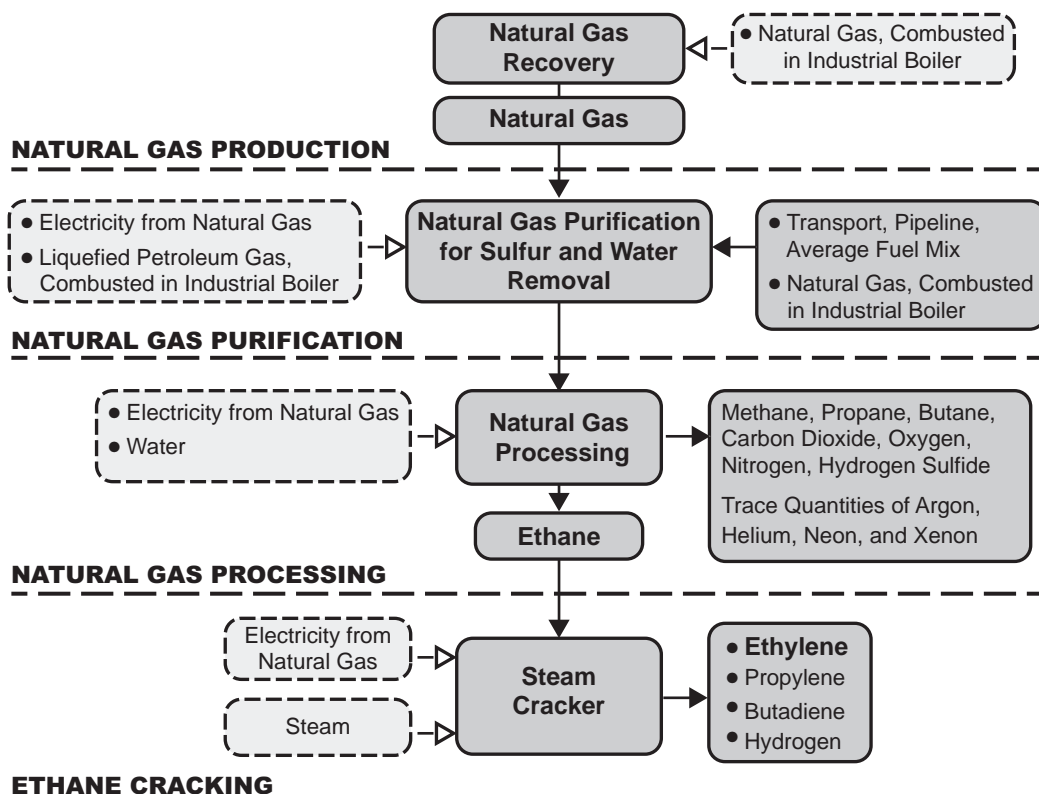 Natural Gas
Recovery
● Natural Gas, Combusted
in Industrial Boiler
Natural Gas
NATURAL GAS PRODUCTION
● Electricity from Natural Gas
● Liquefied Petroleum Gas,
Combusted in Industrial Boiler
Natural Gas Purification
for Sulfur and Water
Removal
● Transport, Pipeline,
Average Fuel Mix
● Natural Gas, Combusted
in Industrial Boiler
NATURAL GAS PURIFICATION
● Electricity from Natural Gas
● Water
Natural Gas
Processing
Methane, Propane, Butane,
Carbon Dioxide, Oxygen,
Nitrogen, Hydrogen Sulfide
Trace Quantities of Argon,
Helium, Neon, and Xenon
Ethane
NATURAL GAS PROCESSING
Electricity from
Natural Gas
Steam
Steam
Cracker
● Ethylene
● Propylene
● Butadiene
● Hydrogen
ETHANE CRACKING